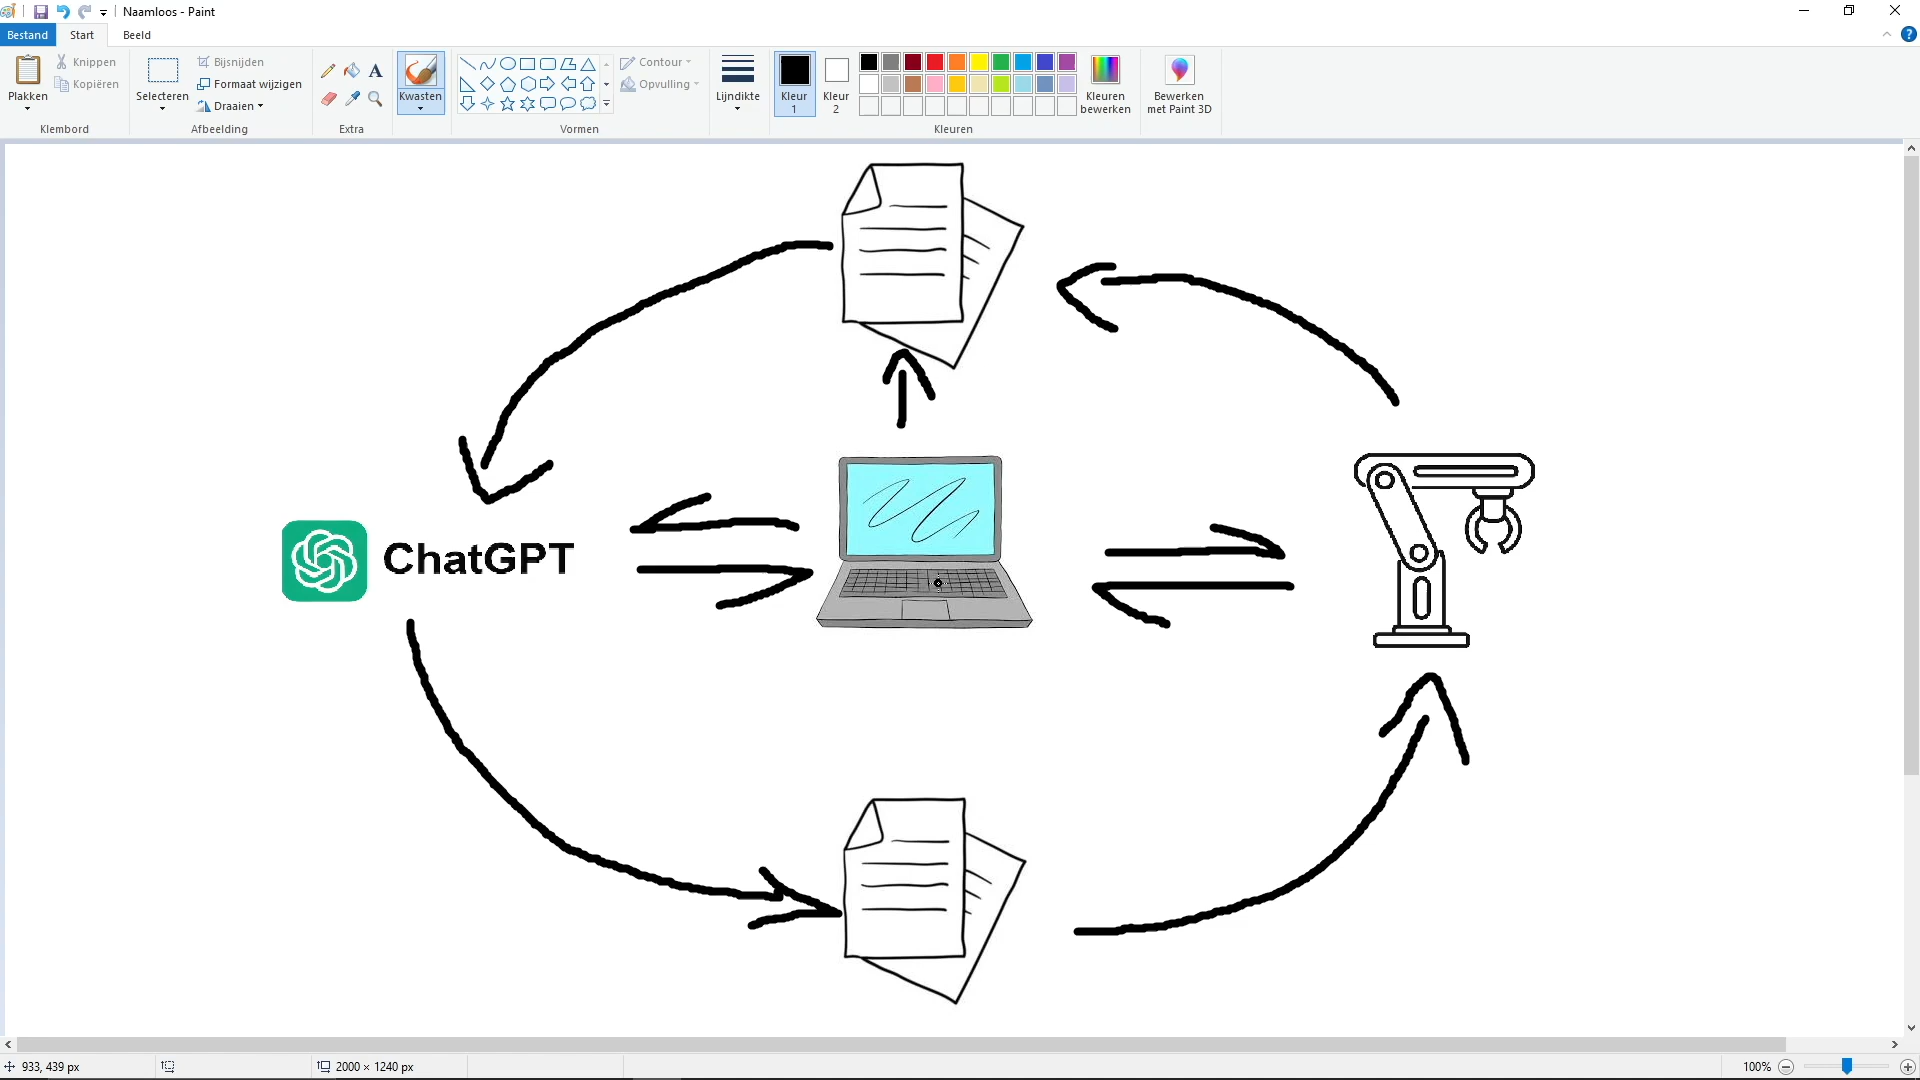 Naamloos - Paint
Bestand Start Beeld
Plakken
Knippen
Kopiëren
Klembord
Selecteren
Bijsnijden
Formaat wijzigen
Draaien
Afbeelding
Extra
Kwasten
Vormen
Contour
Opvulling
Lijndikte
Kleur
1
Kleur
2
Kleuren
Kleuren
bewerken
Bewerken
met Paint 3D
ChatGPT
933, 439 px
2000 × 1240 px
100%